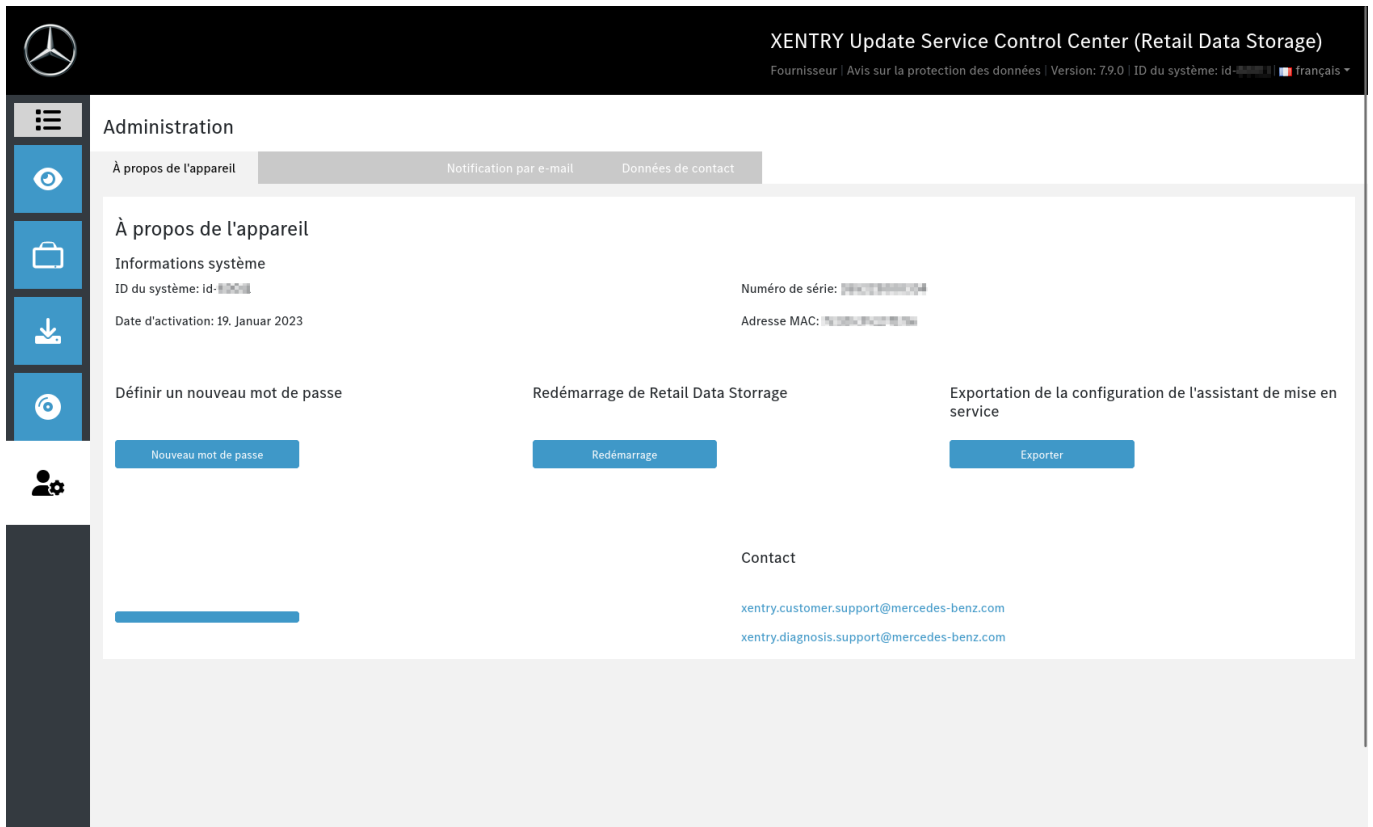 XENTRY Update Service Control Center (Retail Data Storage)
Fournisseur | Avis sur la protection des données | Version: 7.9.0 | ID du système: id- | français
Administration
À propos de l'appareil Notification par e-mail Données de contact
À propos de l'appareil
Informations système
ID du système: id- Numéro de série:
Date d'activation: 19. Januar 2023 Adresse MAC:
Définir un nouveau mot de passe Redémarrage de Retail Data Storrage Exportation de la configuration de l'assistant de mise en
service
Nouveau mot de passe Redémarrage Exporter
Contact
xentry.customer.support@mercedes-benz.com
xentry.diagnosis.support@mercedes-benz.com